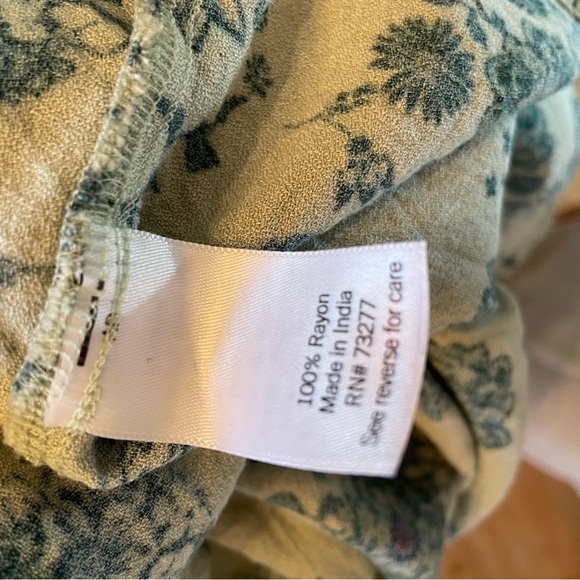 100% Rayon
Made in India
RN# 73277
See reverse for care